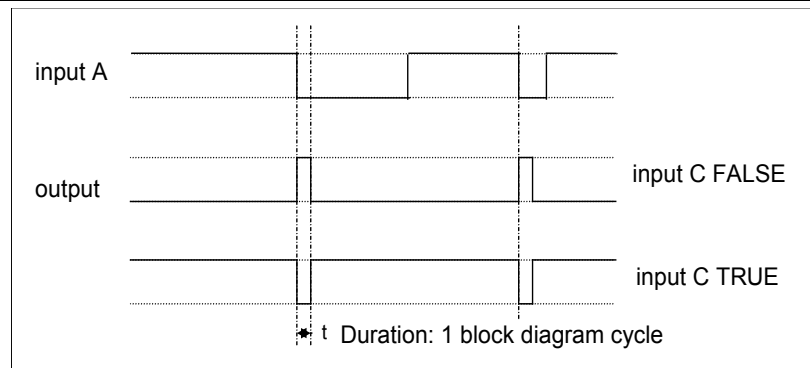 input A
input C FALSE
output
input C TRUE
t Duration: 1 block diagram cycle